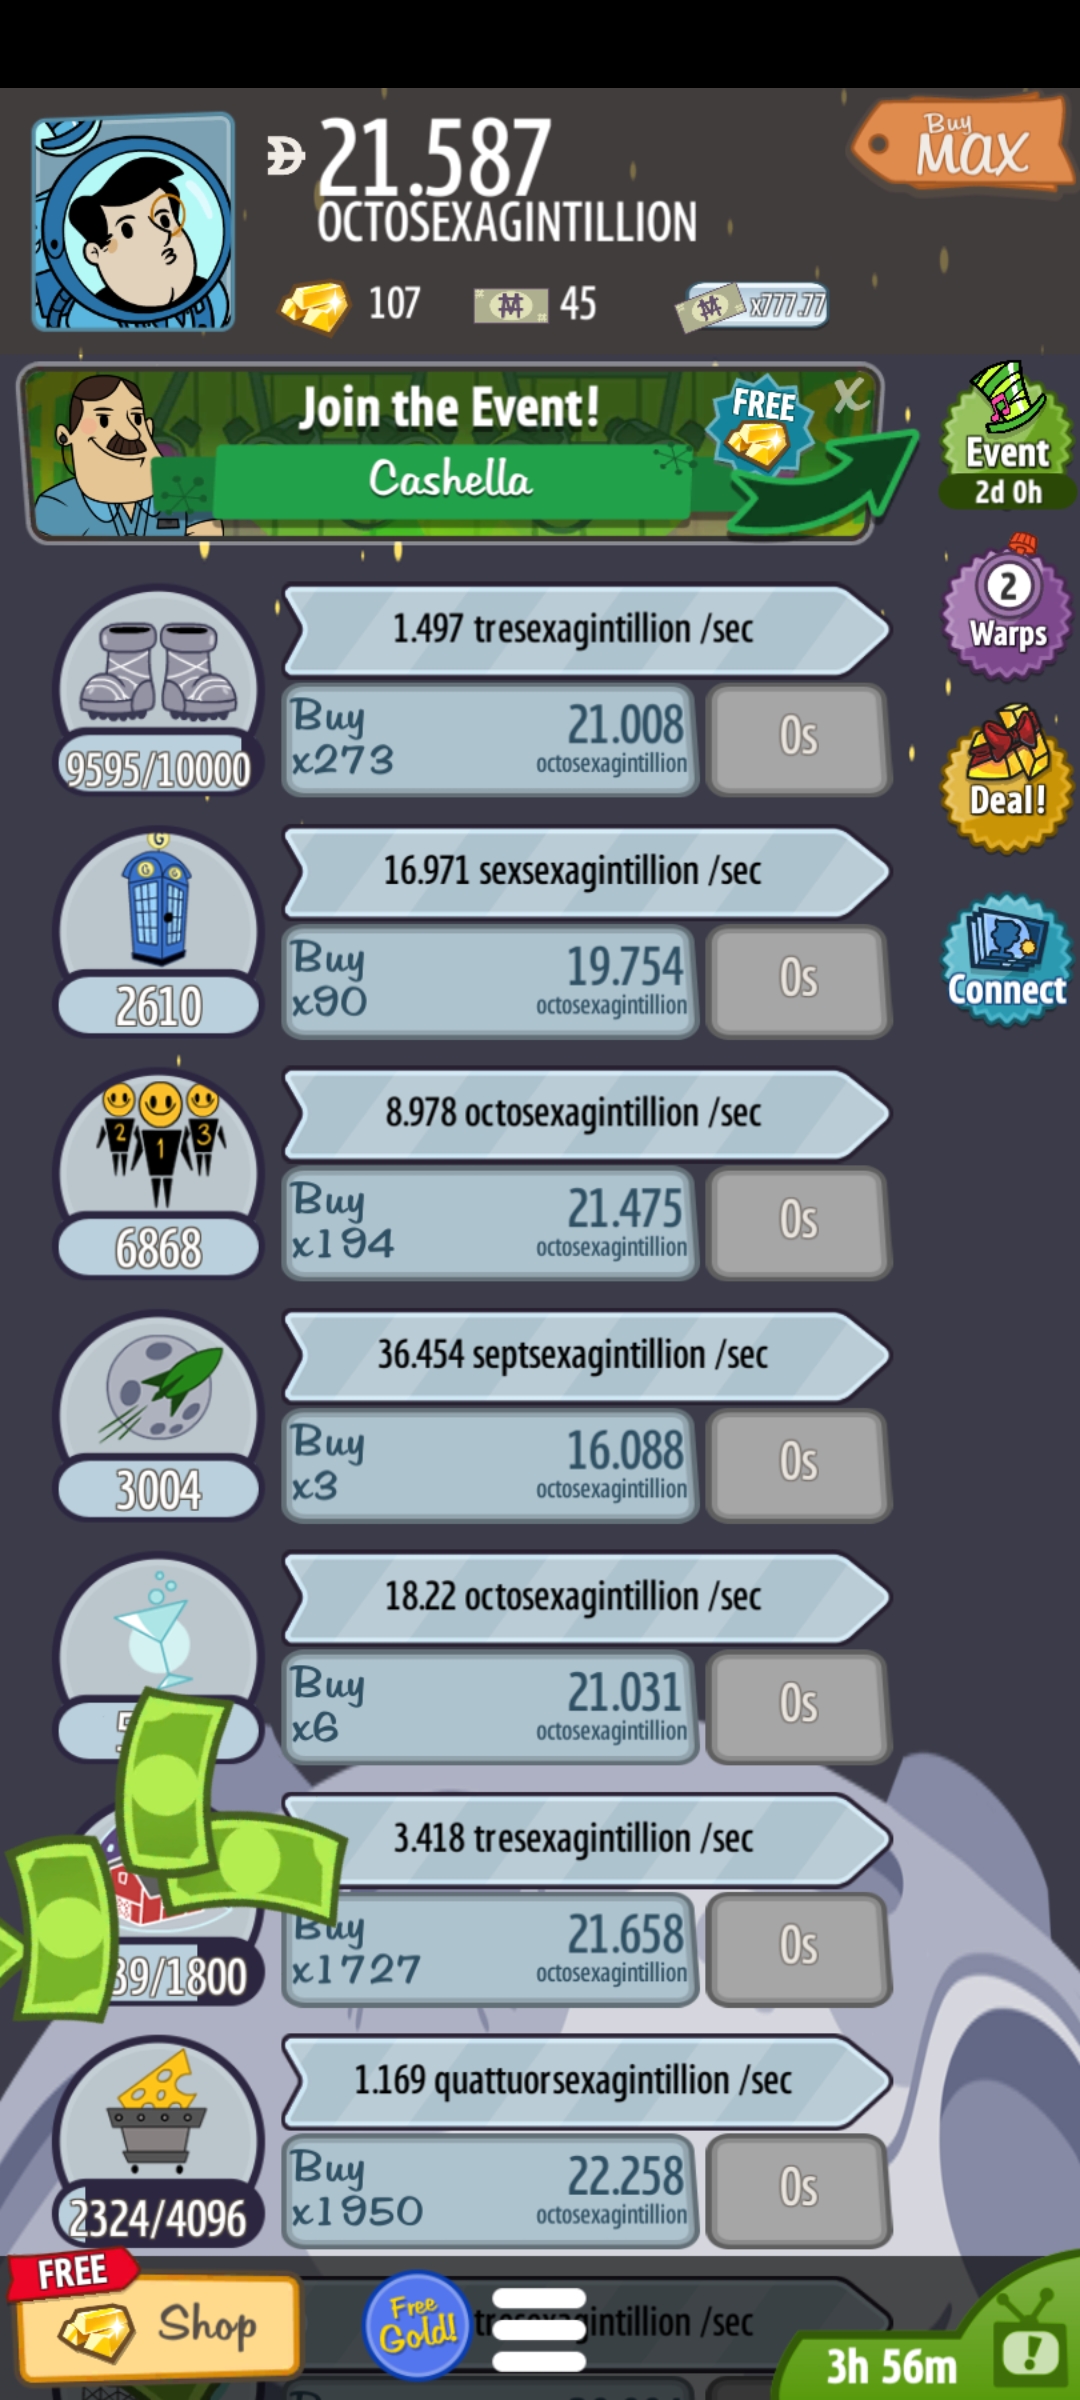 21.587
OCTOSEXAGINTILLION
Buy
MAX
107
45
x777.77
Join the Event!
Cashella
FREE
X
Event
2d 0h
1.497 tresexagintillion /sec
Buy
x273
21.008
octosexagintillion
0s
9595/10000
2
Warps
16.971 sexsexagintillion /sec
Buy
x90
19.754
octosexagintillion
0s
G
G
G
2610
Deal!
Connect
8.978 octosexagintillion /sec
Buy
x194
21.475
octosexagintillion
0s
2
1
3
6868
36.454 septsexagintillion /sec
Buy
x3
16.088
octosexagintillion
0s
3004
18.22 octosexagintillion /sec
Buy
x6
21.031
octosexagintillion
0s
3.418 tresexagintillion /sec
Buy
x1727
21.658
octosexagintillion
0s
39/1800
1.169 quattuorsexagintillion /sec
Buy
x1950
22.258
octosexagintillion
0s
2324/4096
FREE
Shop
Free
Gold!
/sec
3h 56m
!